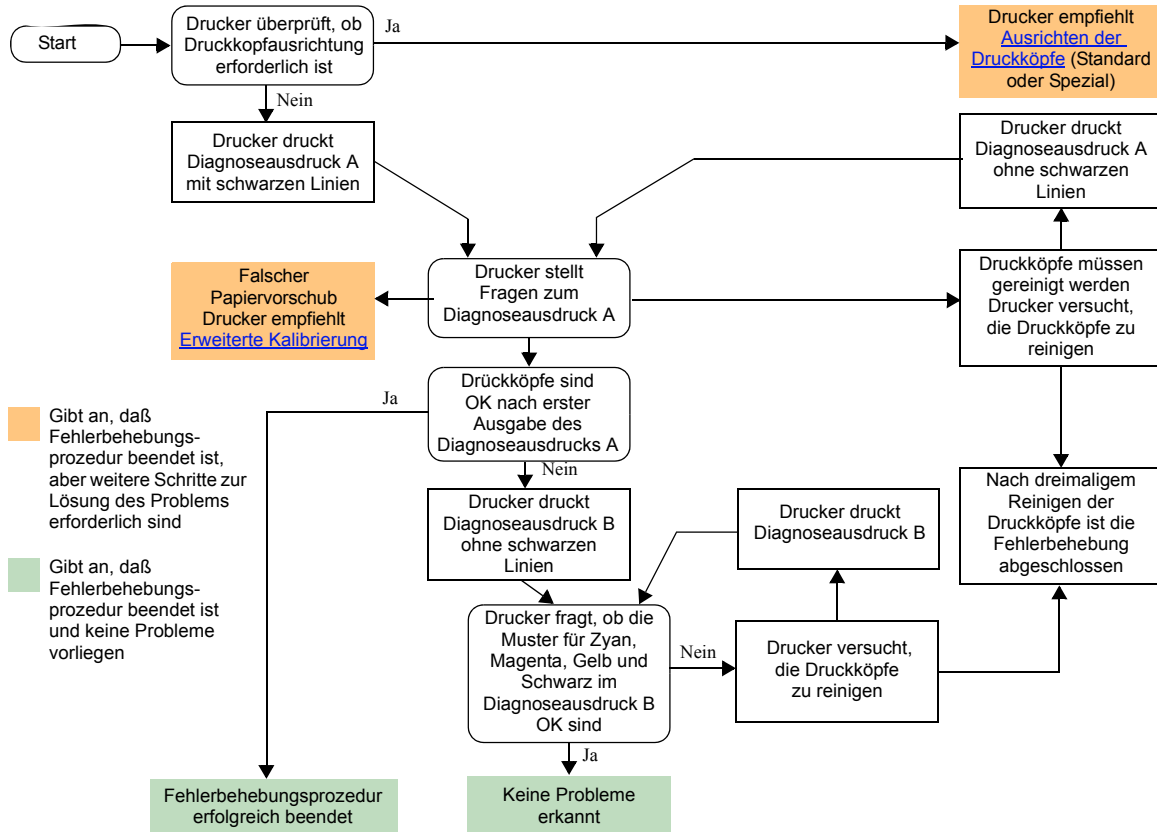 Start
Drucker überprüft, ob
Druckkopfausrichtung
erforderlich ist
Ja
Drucker empfiehlt
Ausrichten der
Druckköpfe (Standard
oder Spezial)
Nein
Drucker druckt
Diagnoseausdruck A
mit schwarzen Linien
Drucker druckt
Diagnoseausdruck A
ohne schwarzen
Linien
Falscher
Papiervorschub
Drucker empfiehlt
Erweiterte Kalibrierung
Drucker stellt
Fragen zum
Diagnoseausdruck A
Druckköpfe müssen
gereinigt werden
Drucker versucht,
die Druckköpfe zu
reinigen
Ja
Drückköpfe sind
OK nach erster
Ausgabe des
Diagnoseausdrucks A
Gibt an, daß
Fehlerbehebungs-
prozedur beendet ist,
aber weitere Schritte zur
Lösung des Problems
erforderlich sind
Nein
Drucker druckt
Diagnoseausdruck B
ohne schwarzen
Linien
Drucker druckt
Diagnoseausdruck B
Nach dreimaligem
Reinigen der
Druckköpfe ist die
Fehlerbehebung
abgeschlossen
Gibt an, daß
Fehlerbehebungs-
prozedur beendet ist
und keine Probleme
vorliegen
Drucker fragt, ob die
Muster für Zyan,
Magenta, Gelb und
Schwarz im
Diagnoseausdruck B
OK sind
Nein
Drucker versucht,
die Druckköpfe
zu reinigen
Ja
Fehlerbehebungsprozedur
erfolgreich beendet
Keine Probleme
erkannt